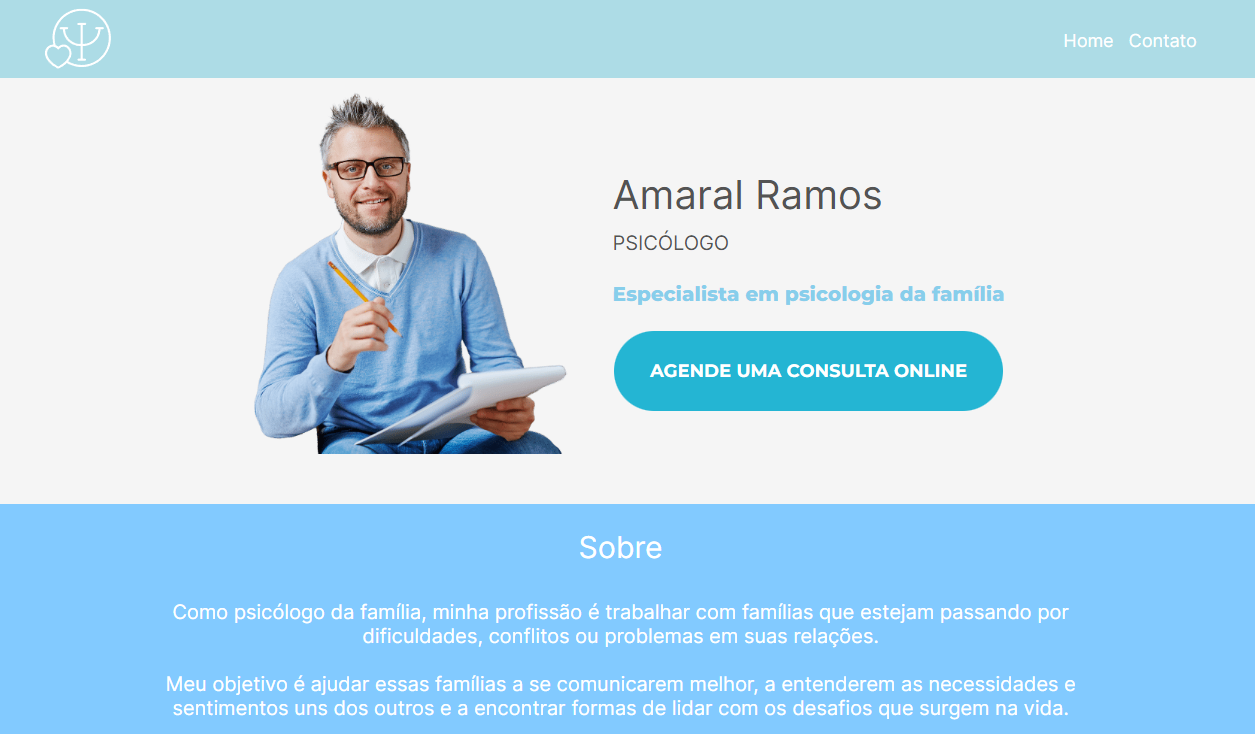 Home Contato
Amaral Ramos
PSICÓLOGO
Especialista em psicologia da família
AGENDE UMA CONSULTA ONLINE
Sobre
Como psicólogo da família, minha profissão é trabalhar com famílias que estejam passando por
dificuldades, conflitos ou problemas em suas relações.
Meu objetivo é ajudar essas famílias a se comunicarem melhor, a entenderem as necessidades e
sentimentos uns dos outros e a encontrar formas de lidar com os desafios que surgem na vida.